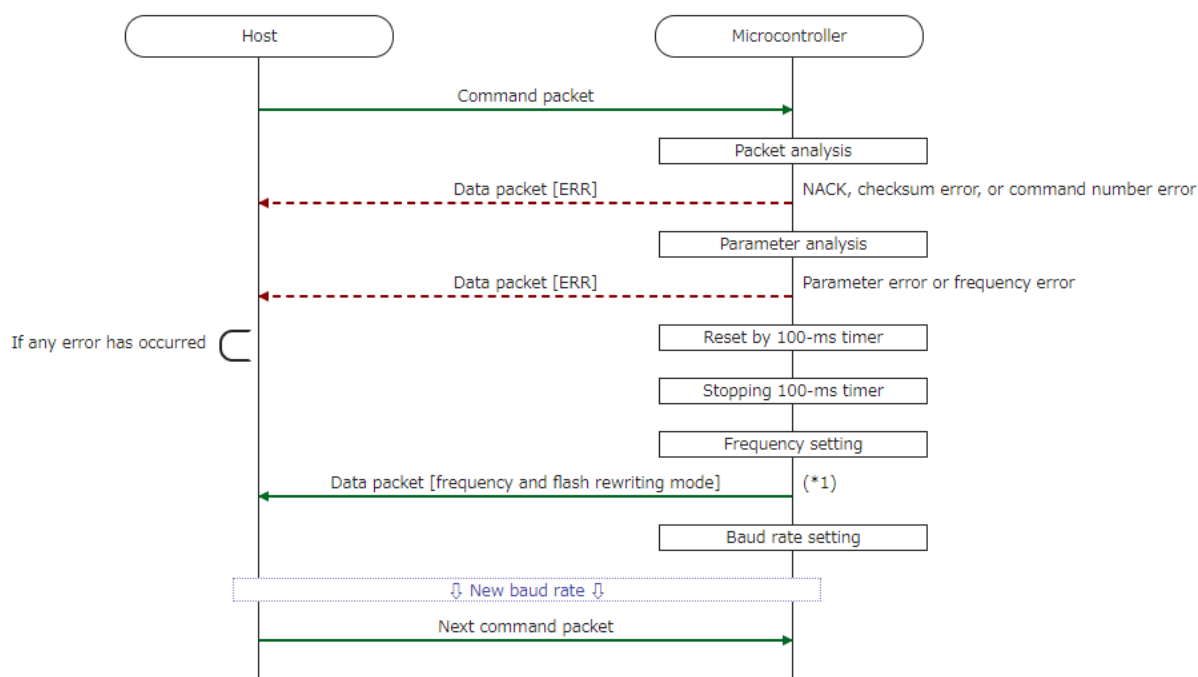 Host
Microcontroller
Command packet
Packet analysis
Data packet [ERR]
NACK, checksum error, or command number error
Parameter analysis
Data packet [ERR]
Parameter error or frequency error
If any error has occurred
Reset by 100-ms timer
Stopping 100-ms timer
Frequency setting
Data packet [frequency and flash rewriting mode]
(*1)
Baud rate setting
⇩ New baud rate ⇩
Next command packet